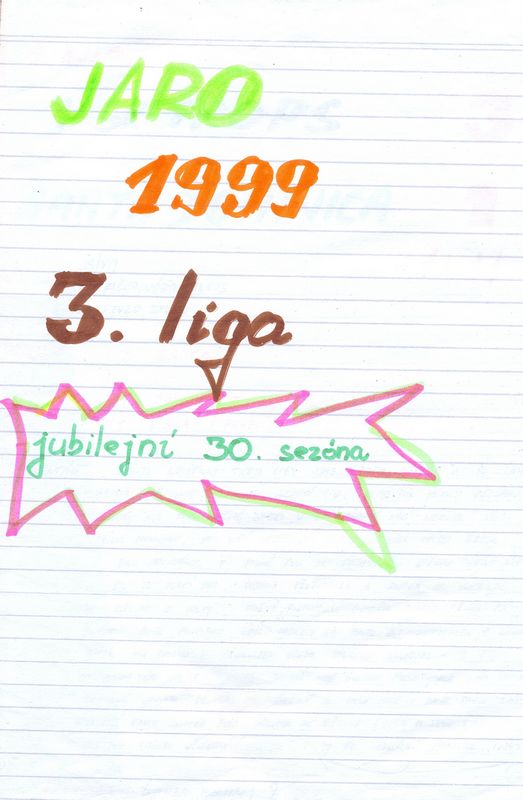 JARO
1999
3. liga
jubilejní 30. sezóna